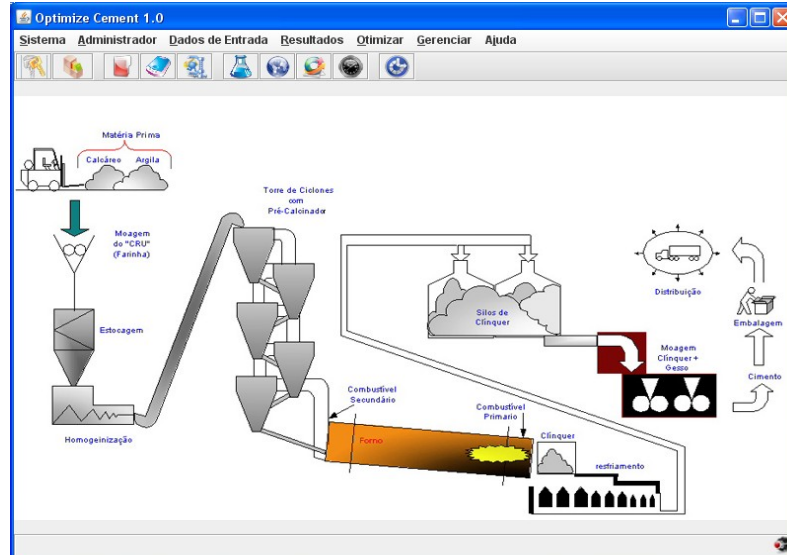 Optimize Cement 1.0
Sistema Administrador Dados de Entrada Resultados Otimizar Gerenciar Ajuda
Matéria Prima
Calcáreo Argila
Moagem
do "CRU"
(Farinha)
Estocagem
Homogeinização
Torre de Ciclones
com
Pré-Calcinador
Combustível
Secundário
Forno
Combustível
Primario
Clínquer
resfriamento
Silos de
Clínquer
Moagem
Clínquer +
Gesso
Cimento
Embalagem
Distribuição